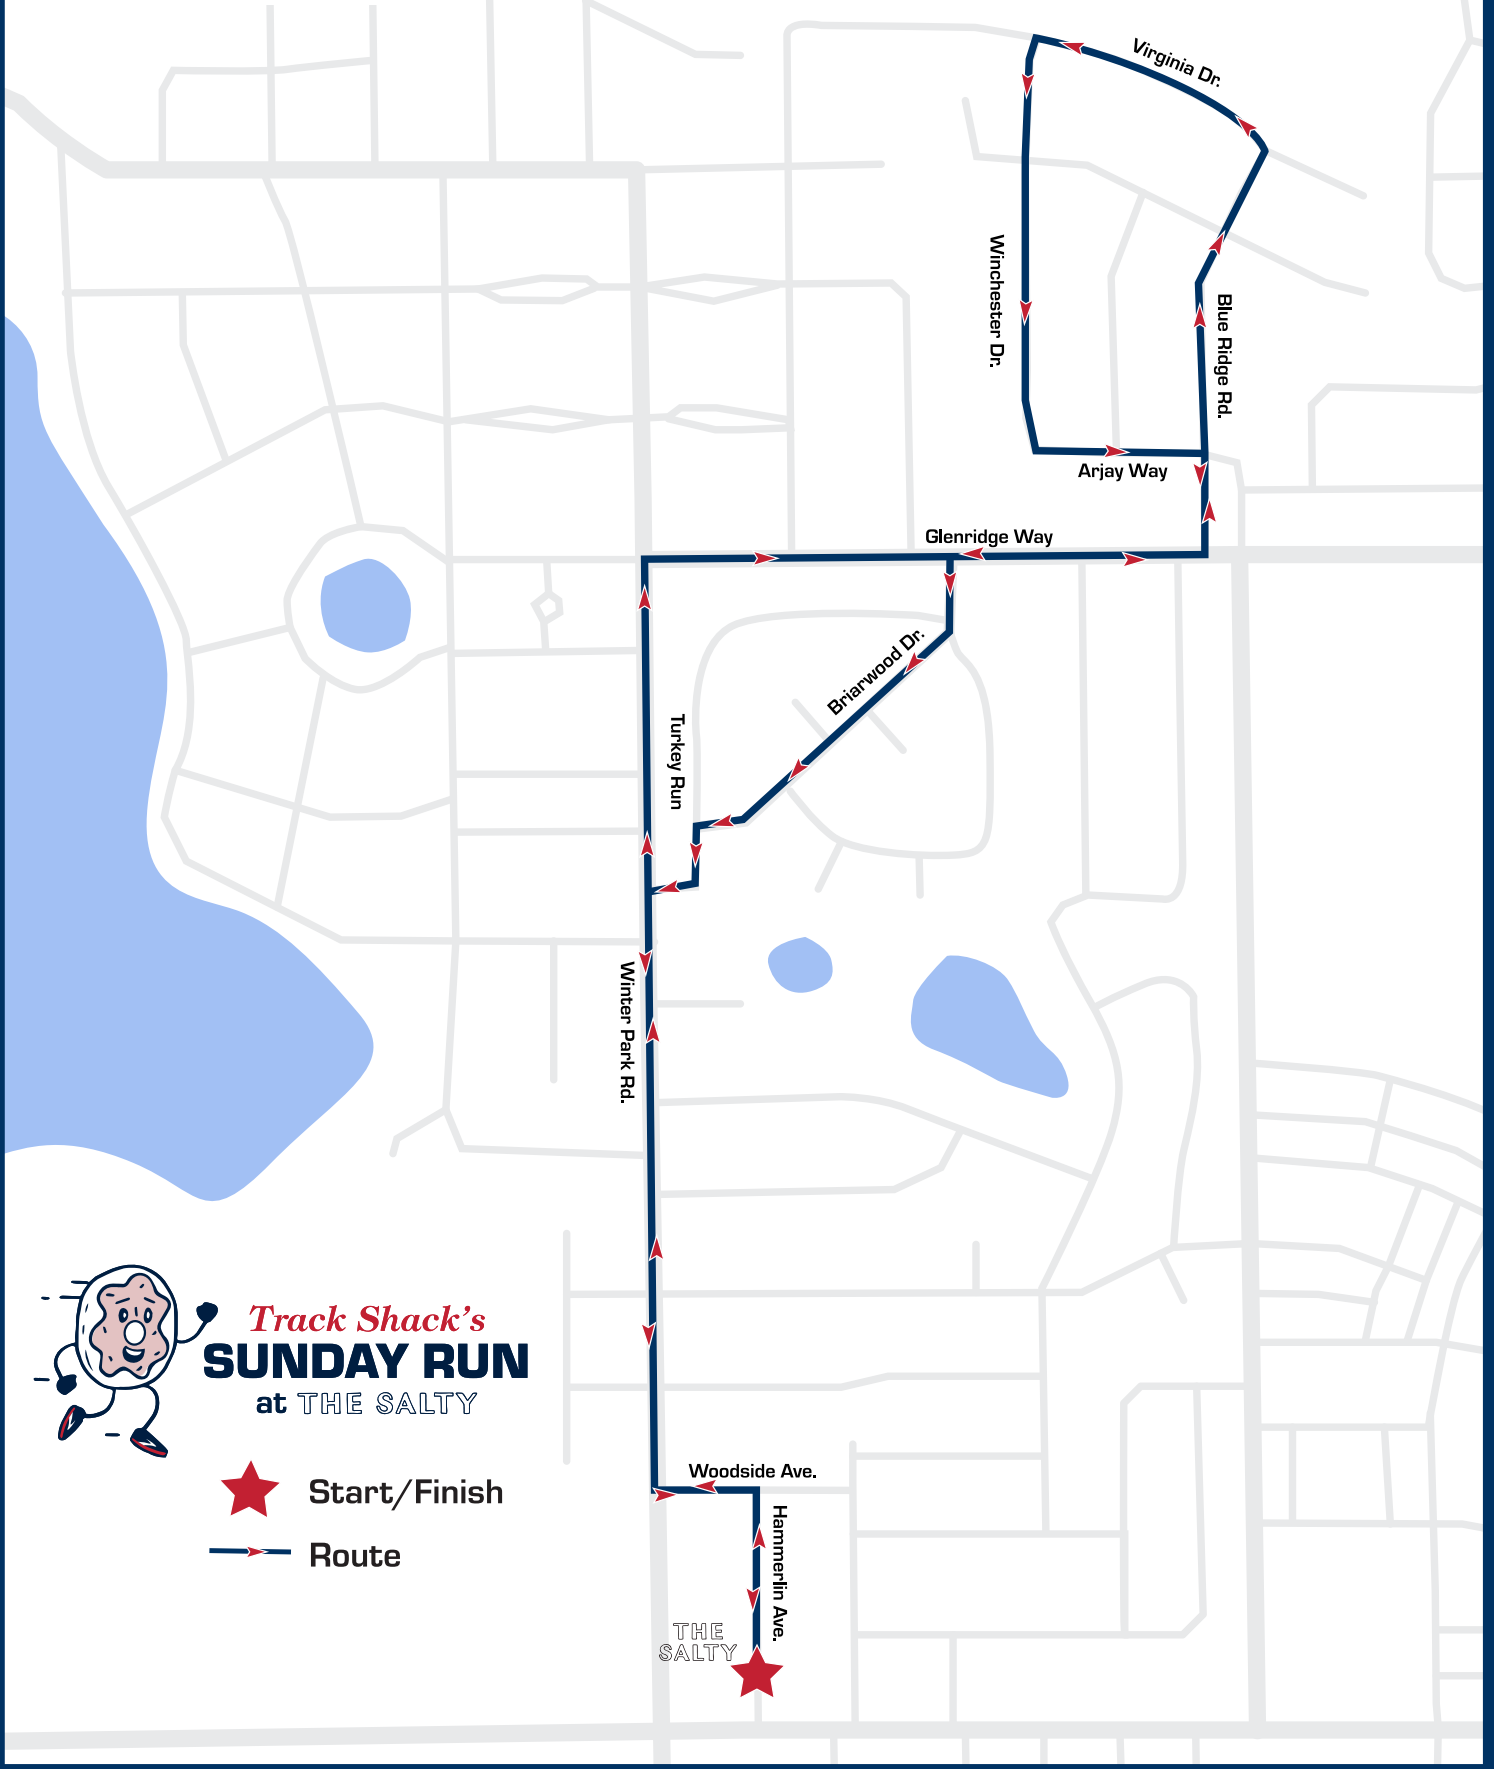 Virginia Dr.
Winchester Dr.
Blue Ridge Rd.
Arjay Way
Glenridge Way
Briarwood Dr.
Turkey Run
Winter Park Rd.
Track Shack's
SUNDAY RUN
at THE SALTY
Start/Finish
Route
Woodside Ave.
Hammerlin Ave.
THE
SALTY